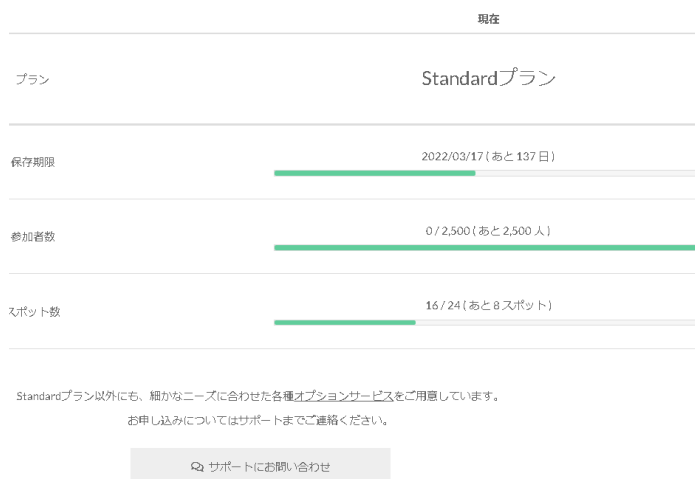 現在
プラン
Standardプラン
保存期限
2022/03/17 ( あと 137 日 )
参加者数
0 / 2,500 ( あと 2,500 人 )
スポット数
16 / 24 ( あと 8 スポット )
Standardプラン以外にも、細かなニーズに合わせた各種オプションサービスをご用意しています。
お申し込みについてはサポートまでご連絡ください。
サポートにお問い合わせ